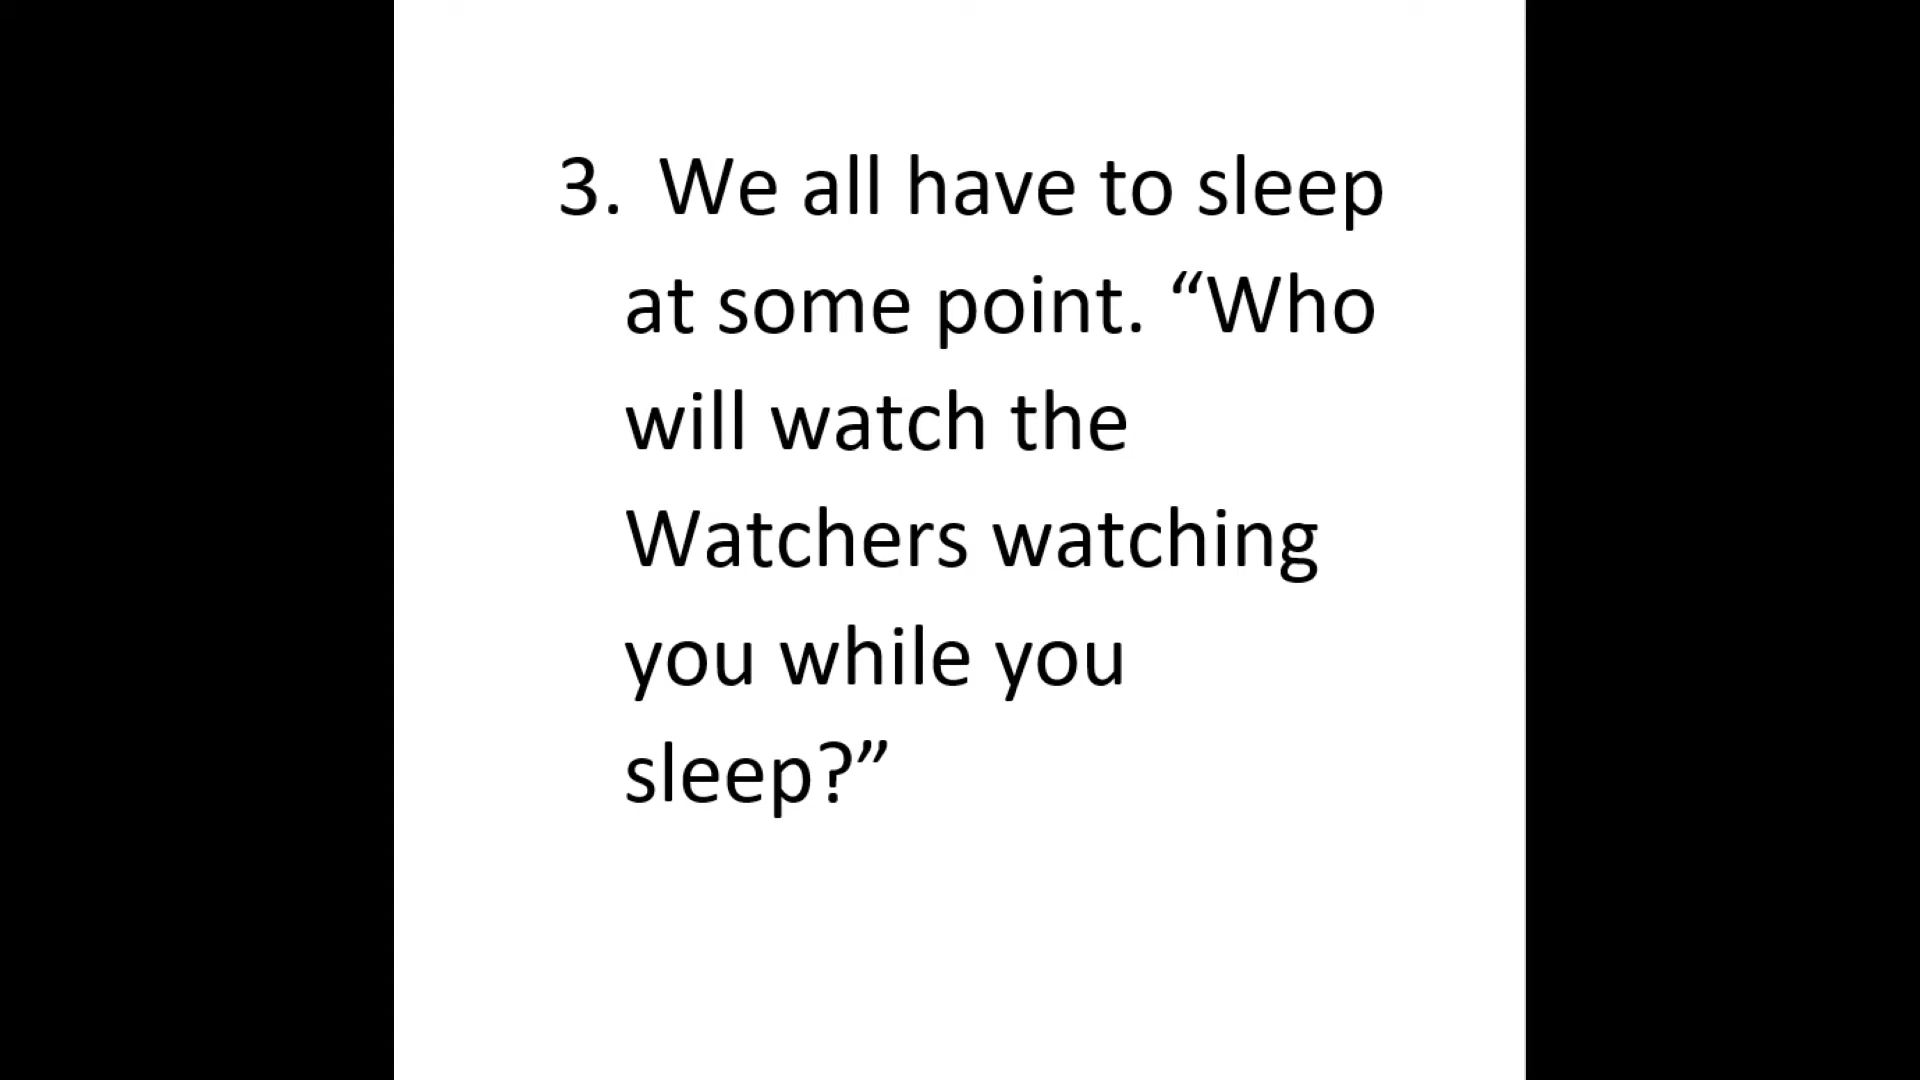 3. We all have to sleep
at some point. “Who
will watch the
Watchers watching
you while you
sleep?”